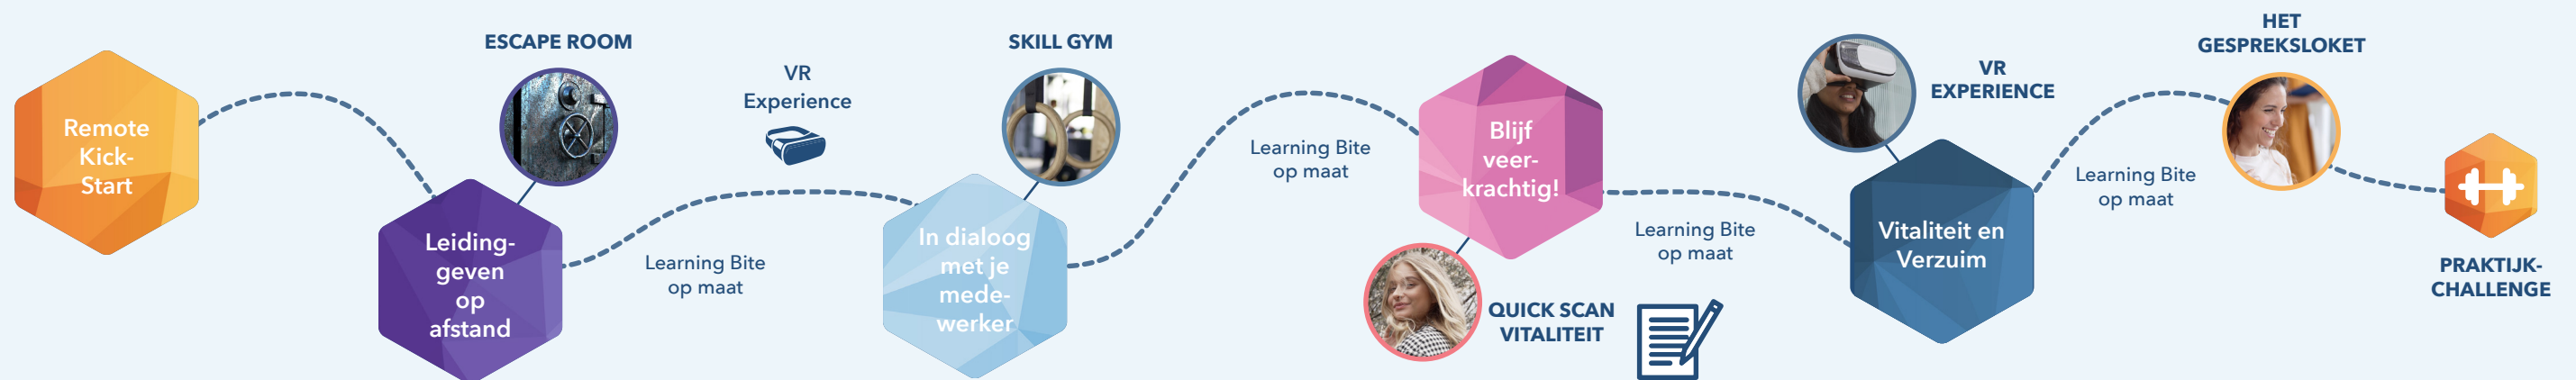 Remote
Kick-
Start
ESCAPE ROOM
Leiding-
geven
op
afstand
Learning Bite
op maat
VR
Experience
SKILL GYM
In dialoog
met je
mede-
werker
Learning Bite
op maat
Blijf
veer-
krachtig!
QUICK SCAN
VITALITEIT
Learning Bite
op maat
VR
EXPERIENCE
Vitaliteit en
Verzuim
Learning Bite
op maat
HET
GESPREKSLOKET
PRAKTIJK-
CHALLENGE